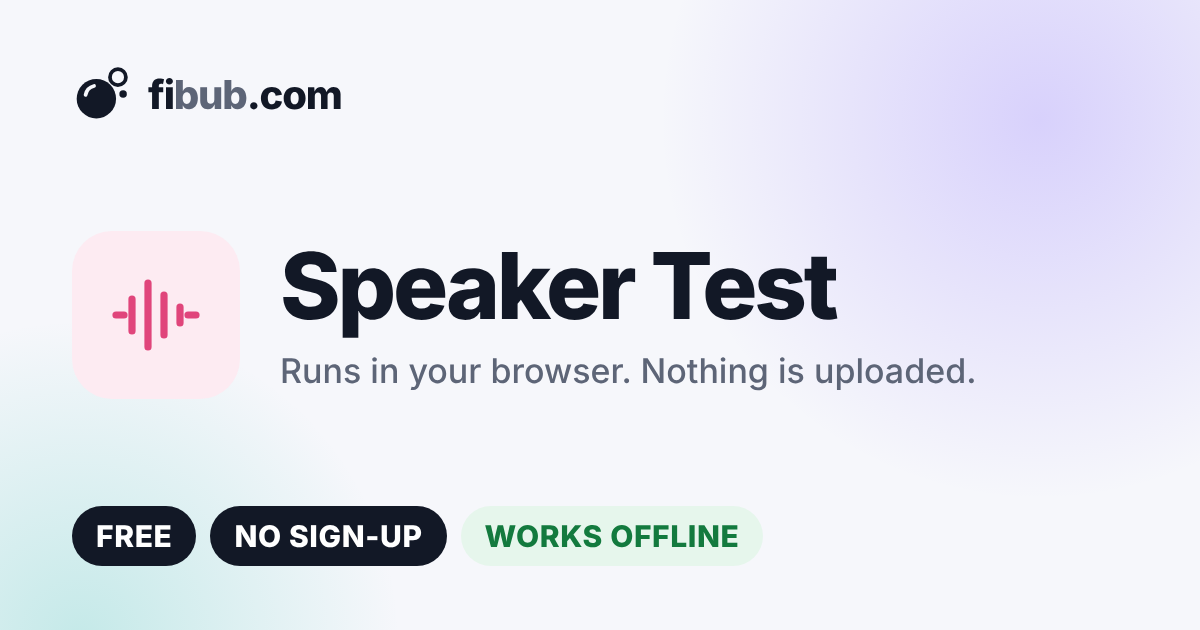 fibub.com
Speaker Test
Runs in your browser. Nothing is uploaded.
FREE NO SIGN-UP WORKS OFFLINE